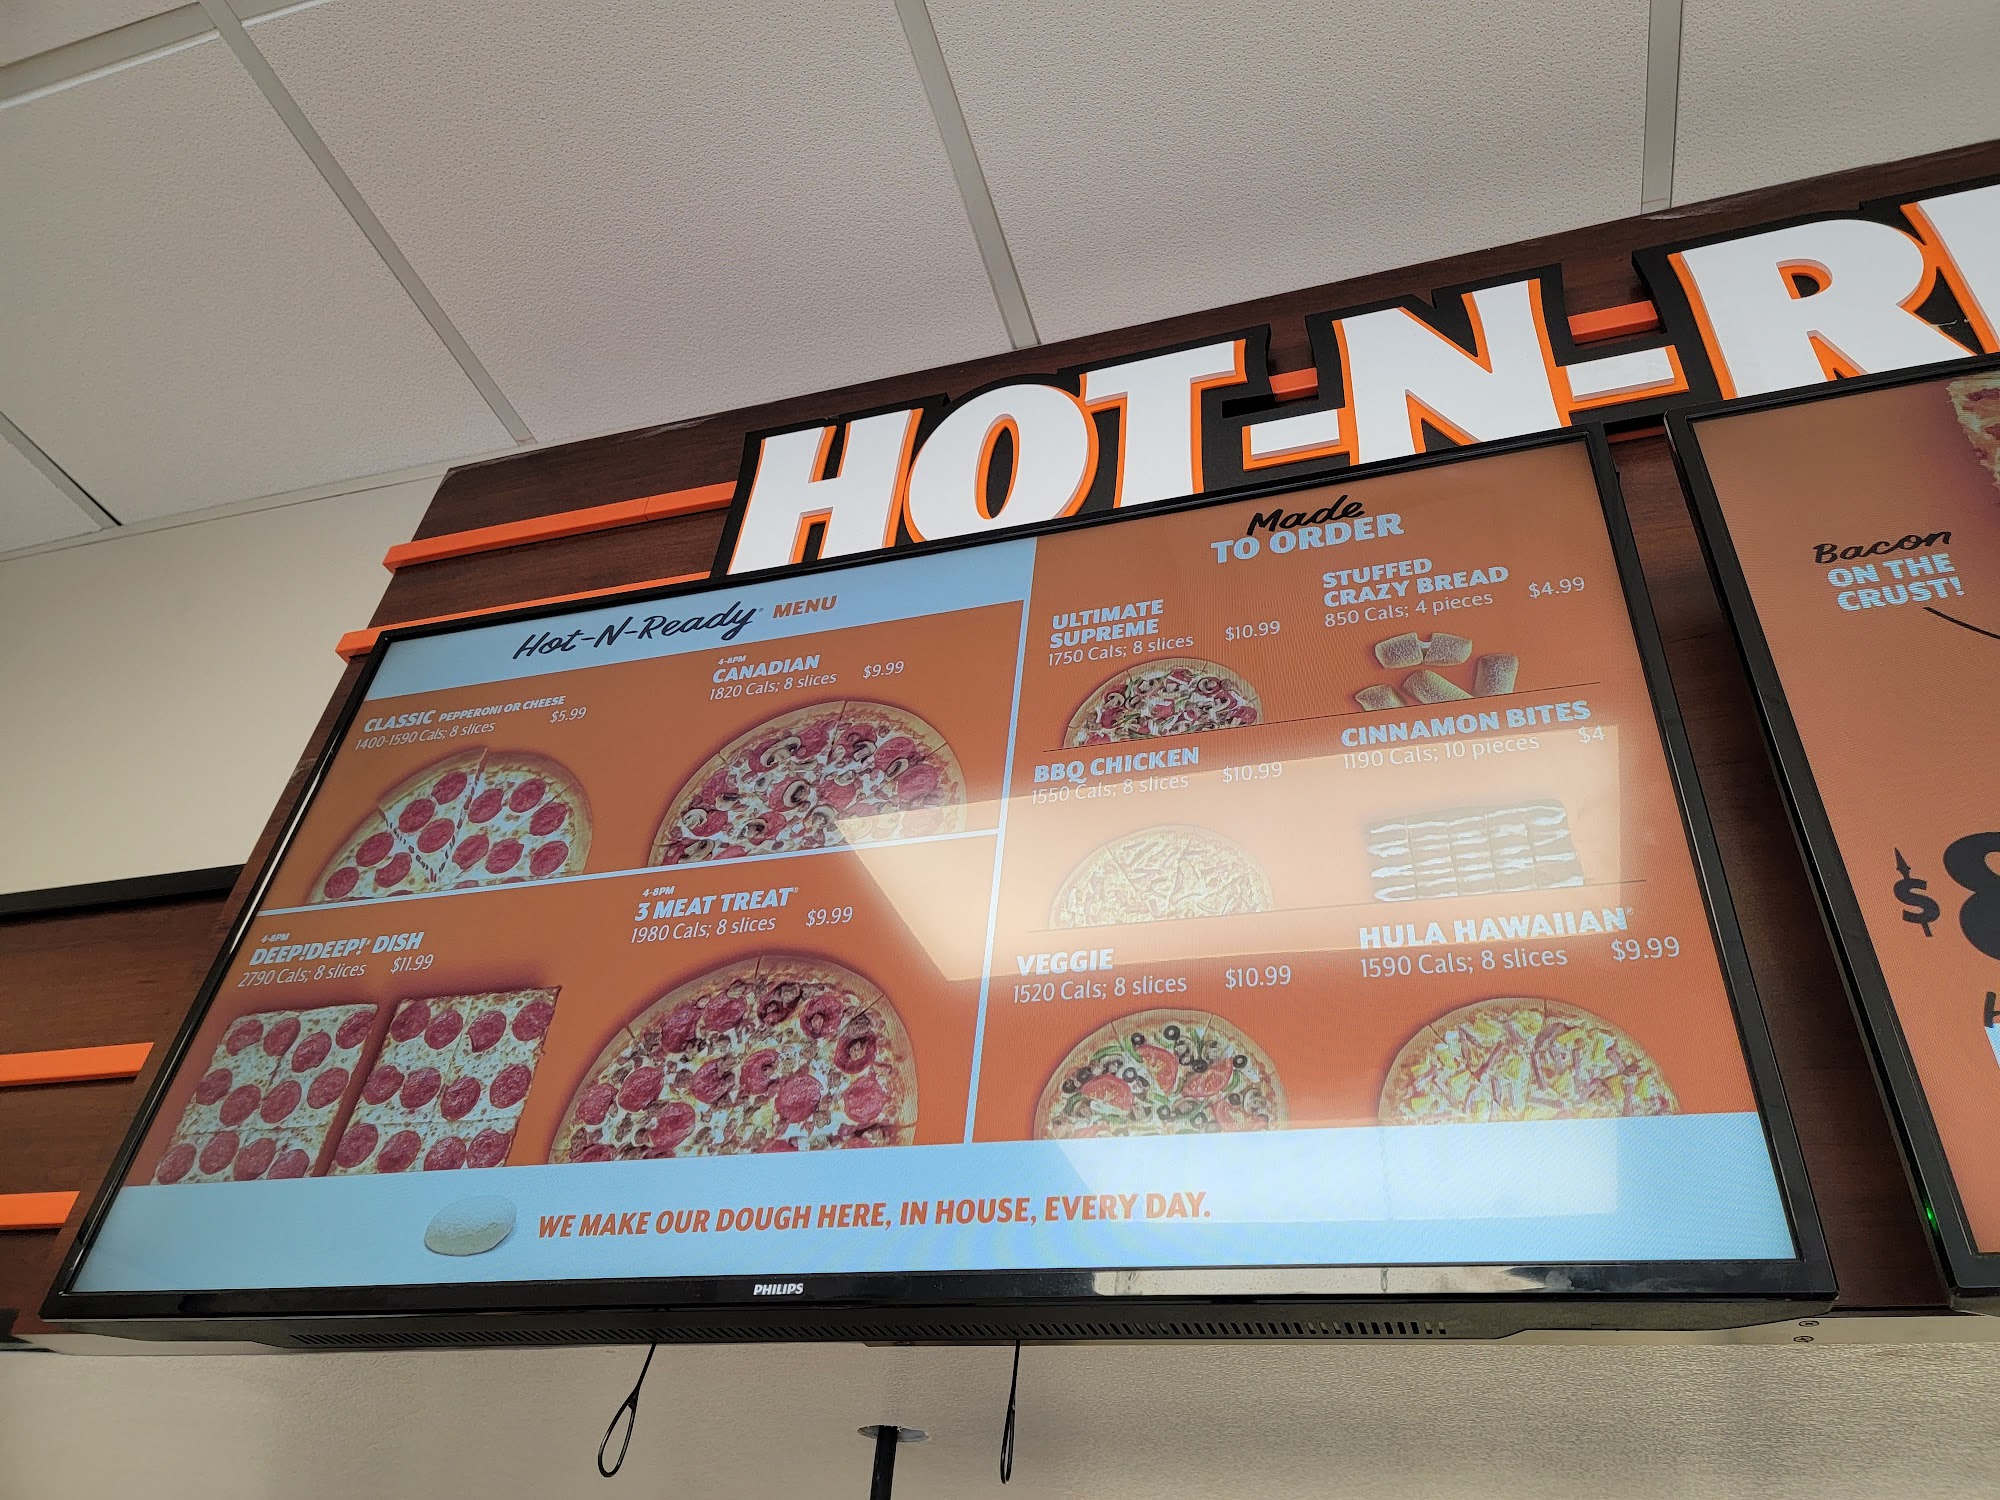 HOT-N-R
Hot-N-Ready® MENU
CLASSIC PEPPERONI OR CHEESE
1400-1590 Cals; 8 slices $5.99
4-8PM
CANADIAN
1820 Cals; 8 slices $9.99
4-8PM
DEEP!DEEP!® DISH
2790 Cals; 8 slices $11.99
4-8PM
3 MEAT TREAT®
1980 Cals; 8 slices $9.99
Made
TO ORDER
ULTIMATE
SUPREME
1750 Cals; 8 slices $10.99
STUFFED
CRAZY BREAD
850 Cals; 4 pieces $4.99
BBQ CHICKEN
1550 Cals; 8 slices $10.99
CINNAMON BITES
1190 Cals; 10 pieces $4
VEGGIE
1520 Cals; 8 slices $10.99
HULA HAWAIIAN®
1590 Cals; 8 slices $9.99
WE MAKE OUR DOUGH HERE, IN HOUSE, EVERY DAY.
PHILIPS
Bacon
ON THE
CRUST!
$8